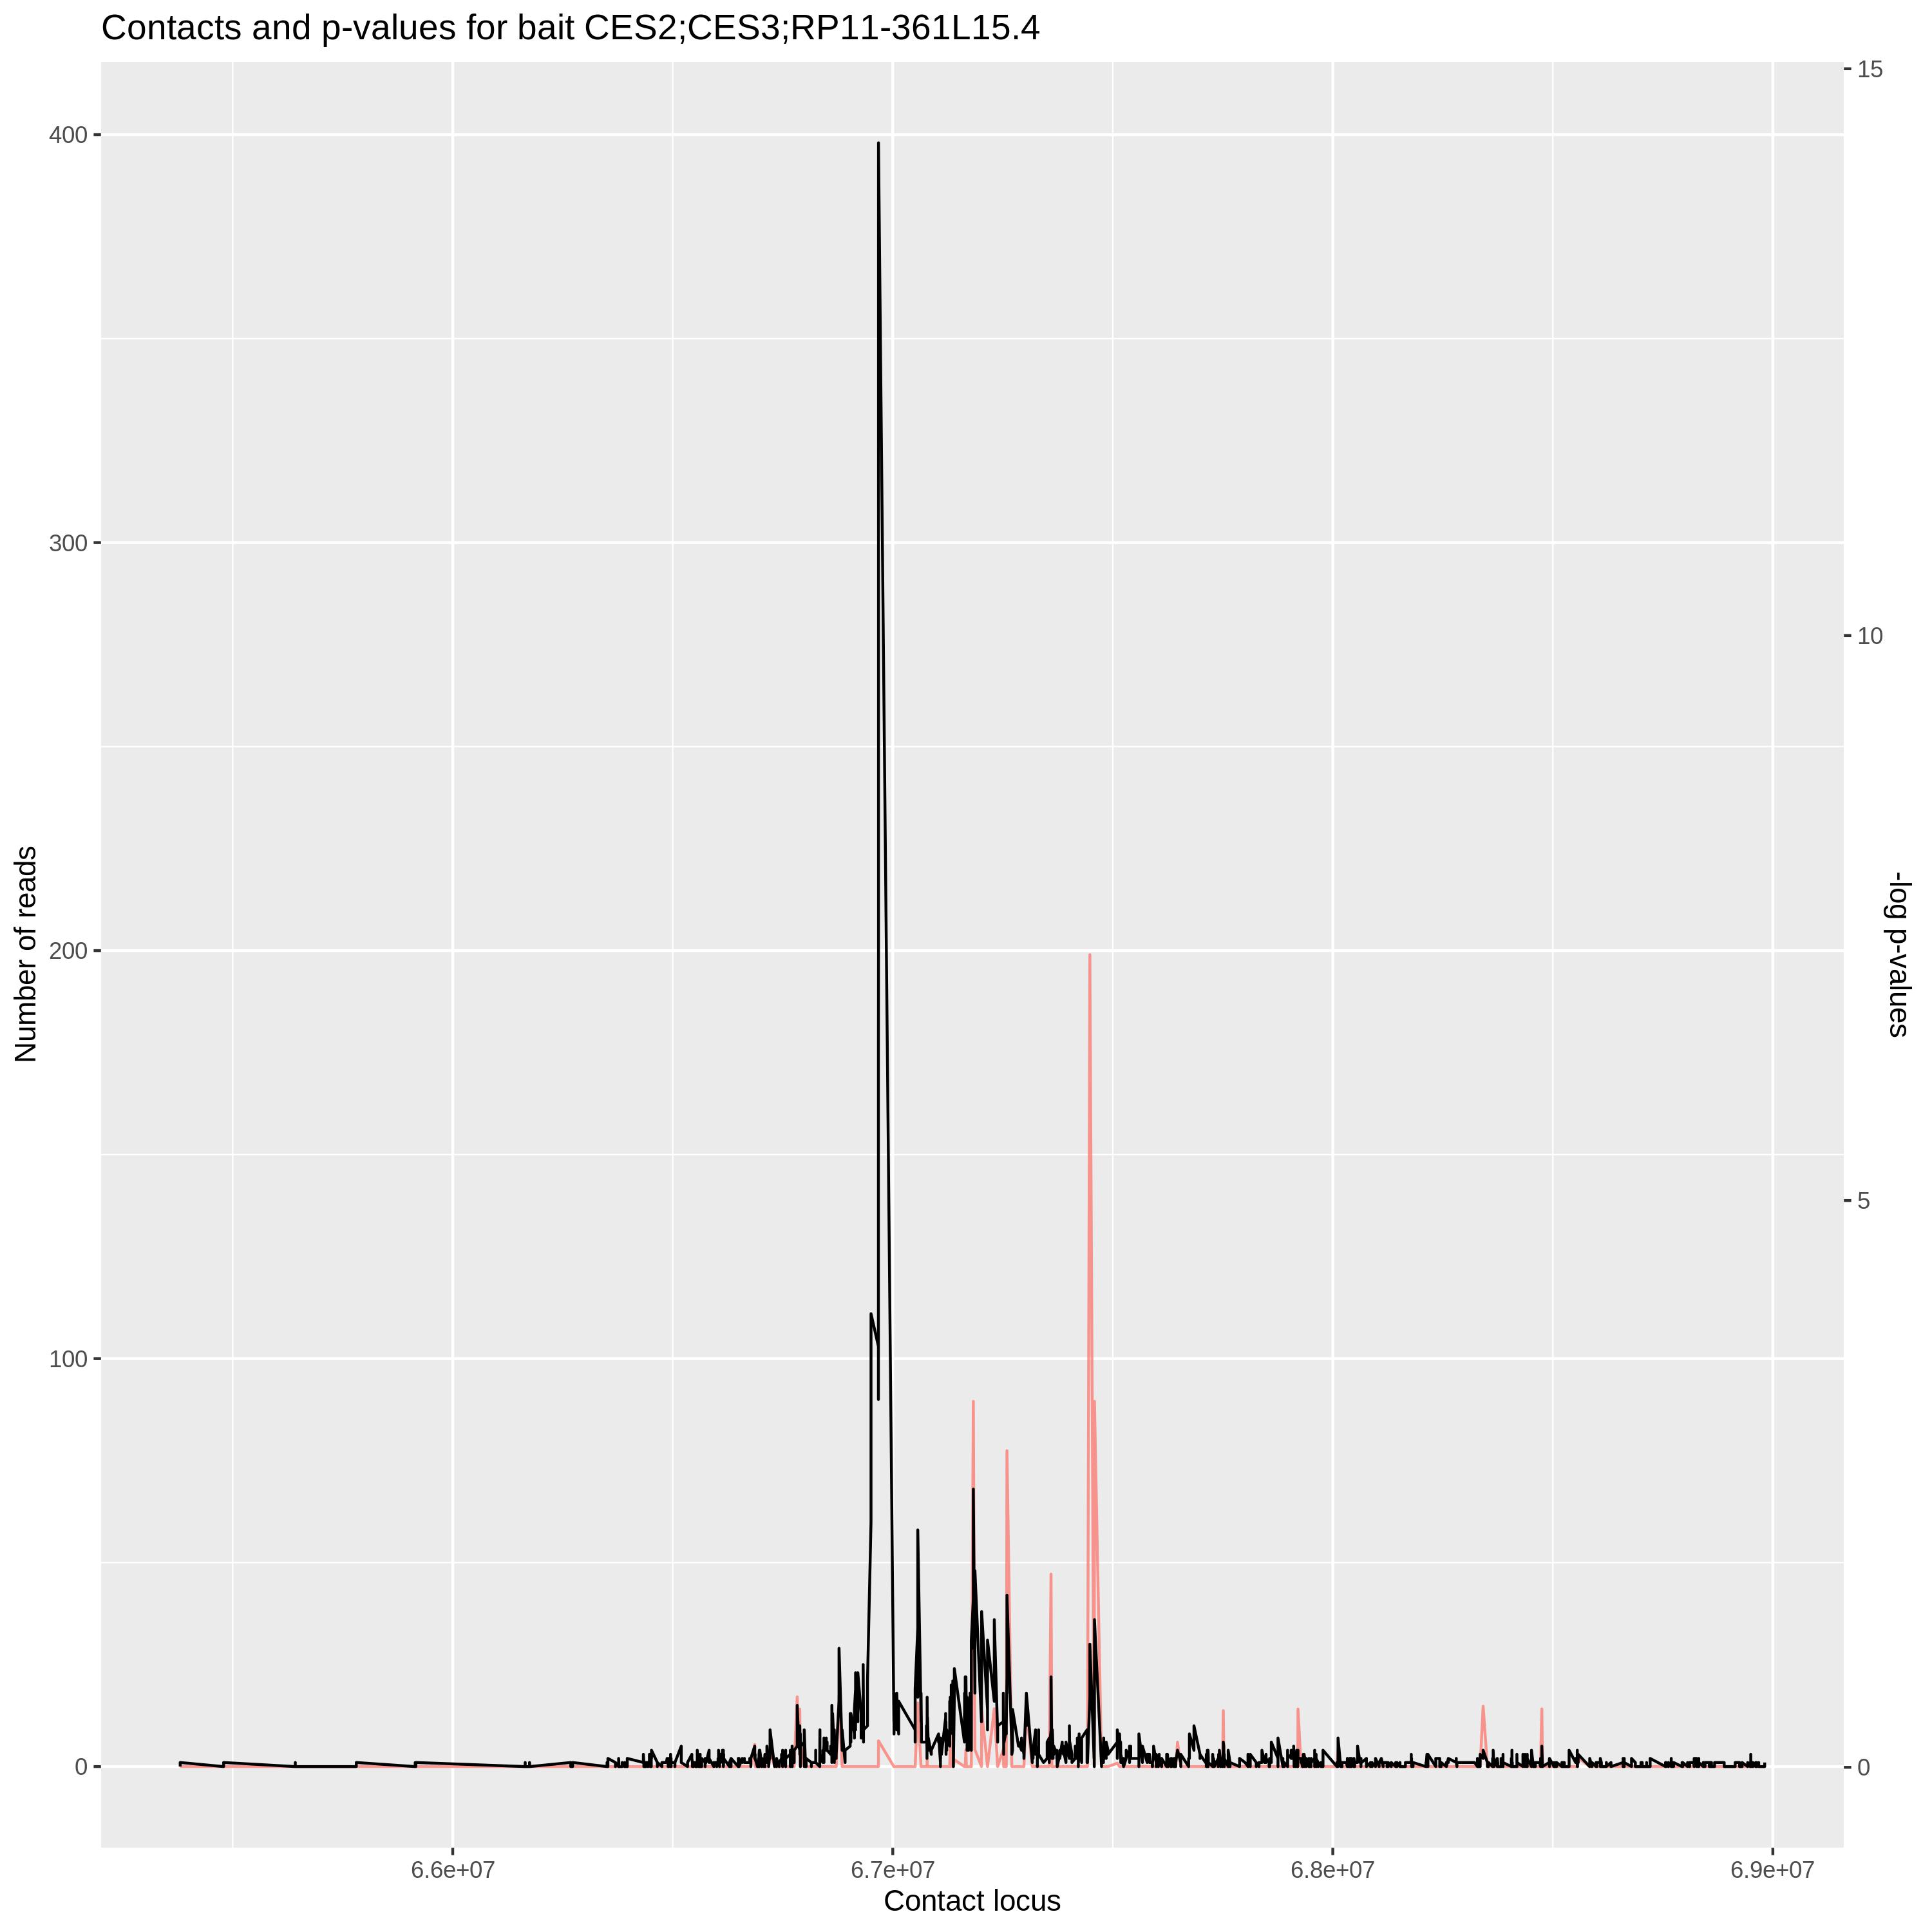 Contacts and p-values for bait CES2;CES3;RP11-361L15.4
400
300
200
100
0
Number of reads
15
10
5
0
-log p-values
6.6e+07
6.7e+07
6.8e+07
6.9e+07
Contact locus